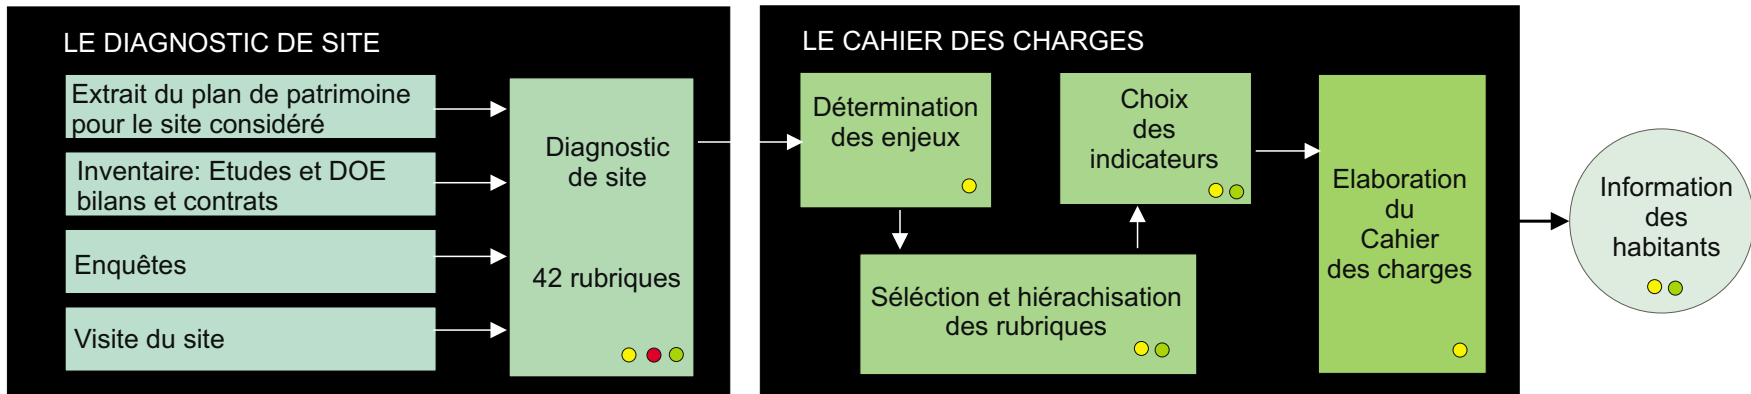 LE DIAGNOSTIC DE SITE
Extrait du plan de patrimoine
pour le site considéré
Inventaire: Etudes et DOE
bilans et contrats
Enquêtes
Visite du site
Diagnostic
de site
42 rubriques
LE CAHIER DES CHARGES
Détermination
des enjeux
Séléction et hiérachisation
des rubriques
Choix
des
indicateurs
Elaboration
du
Cahier
des charges
Information
des
habitants